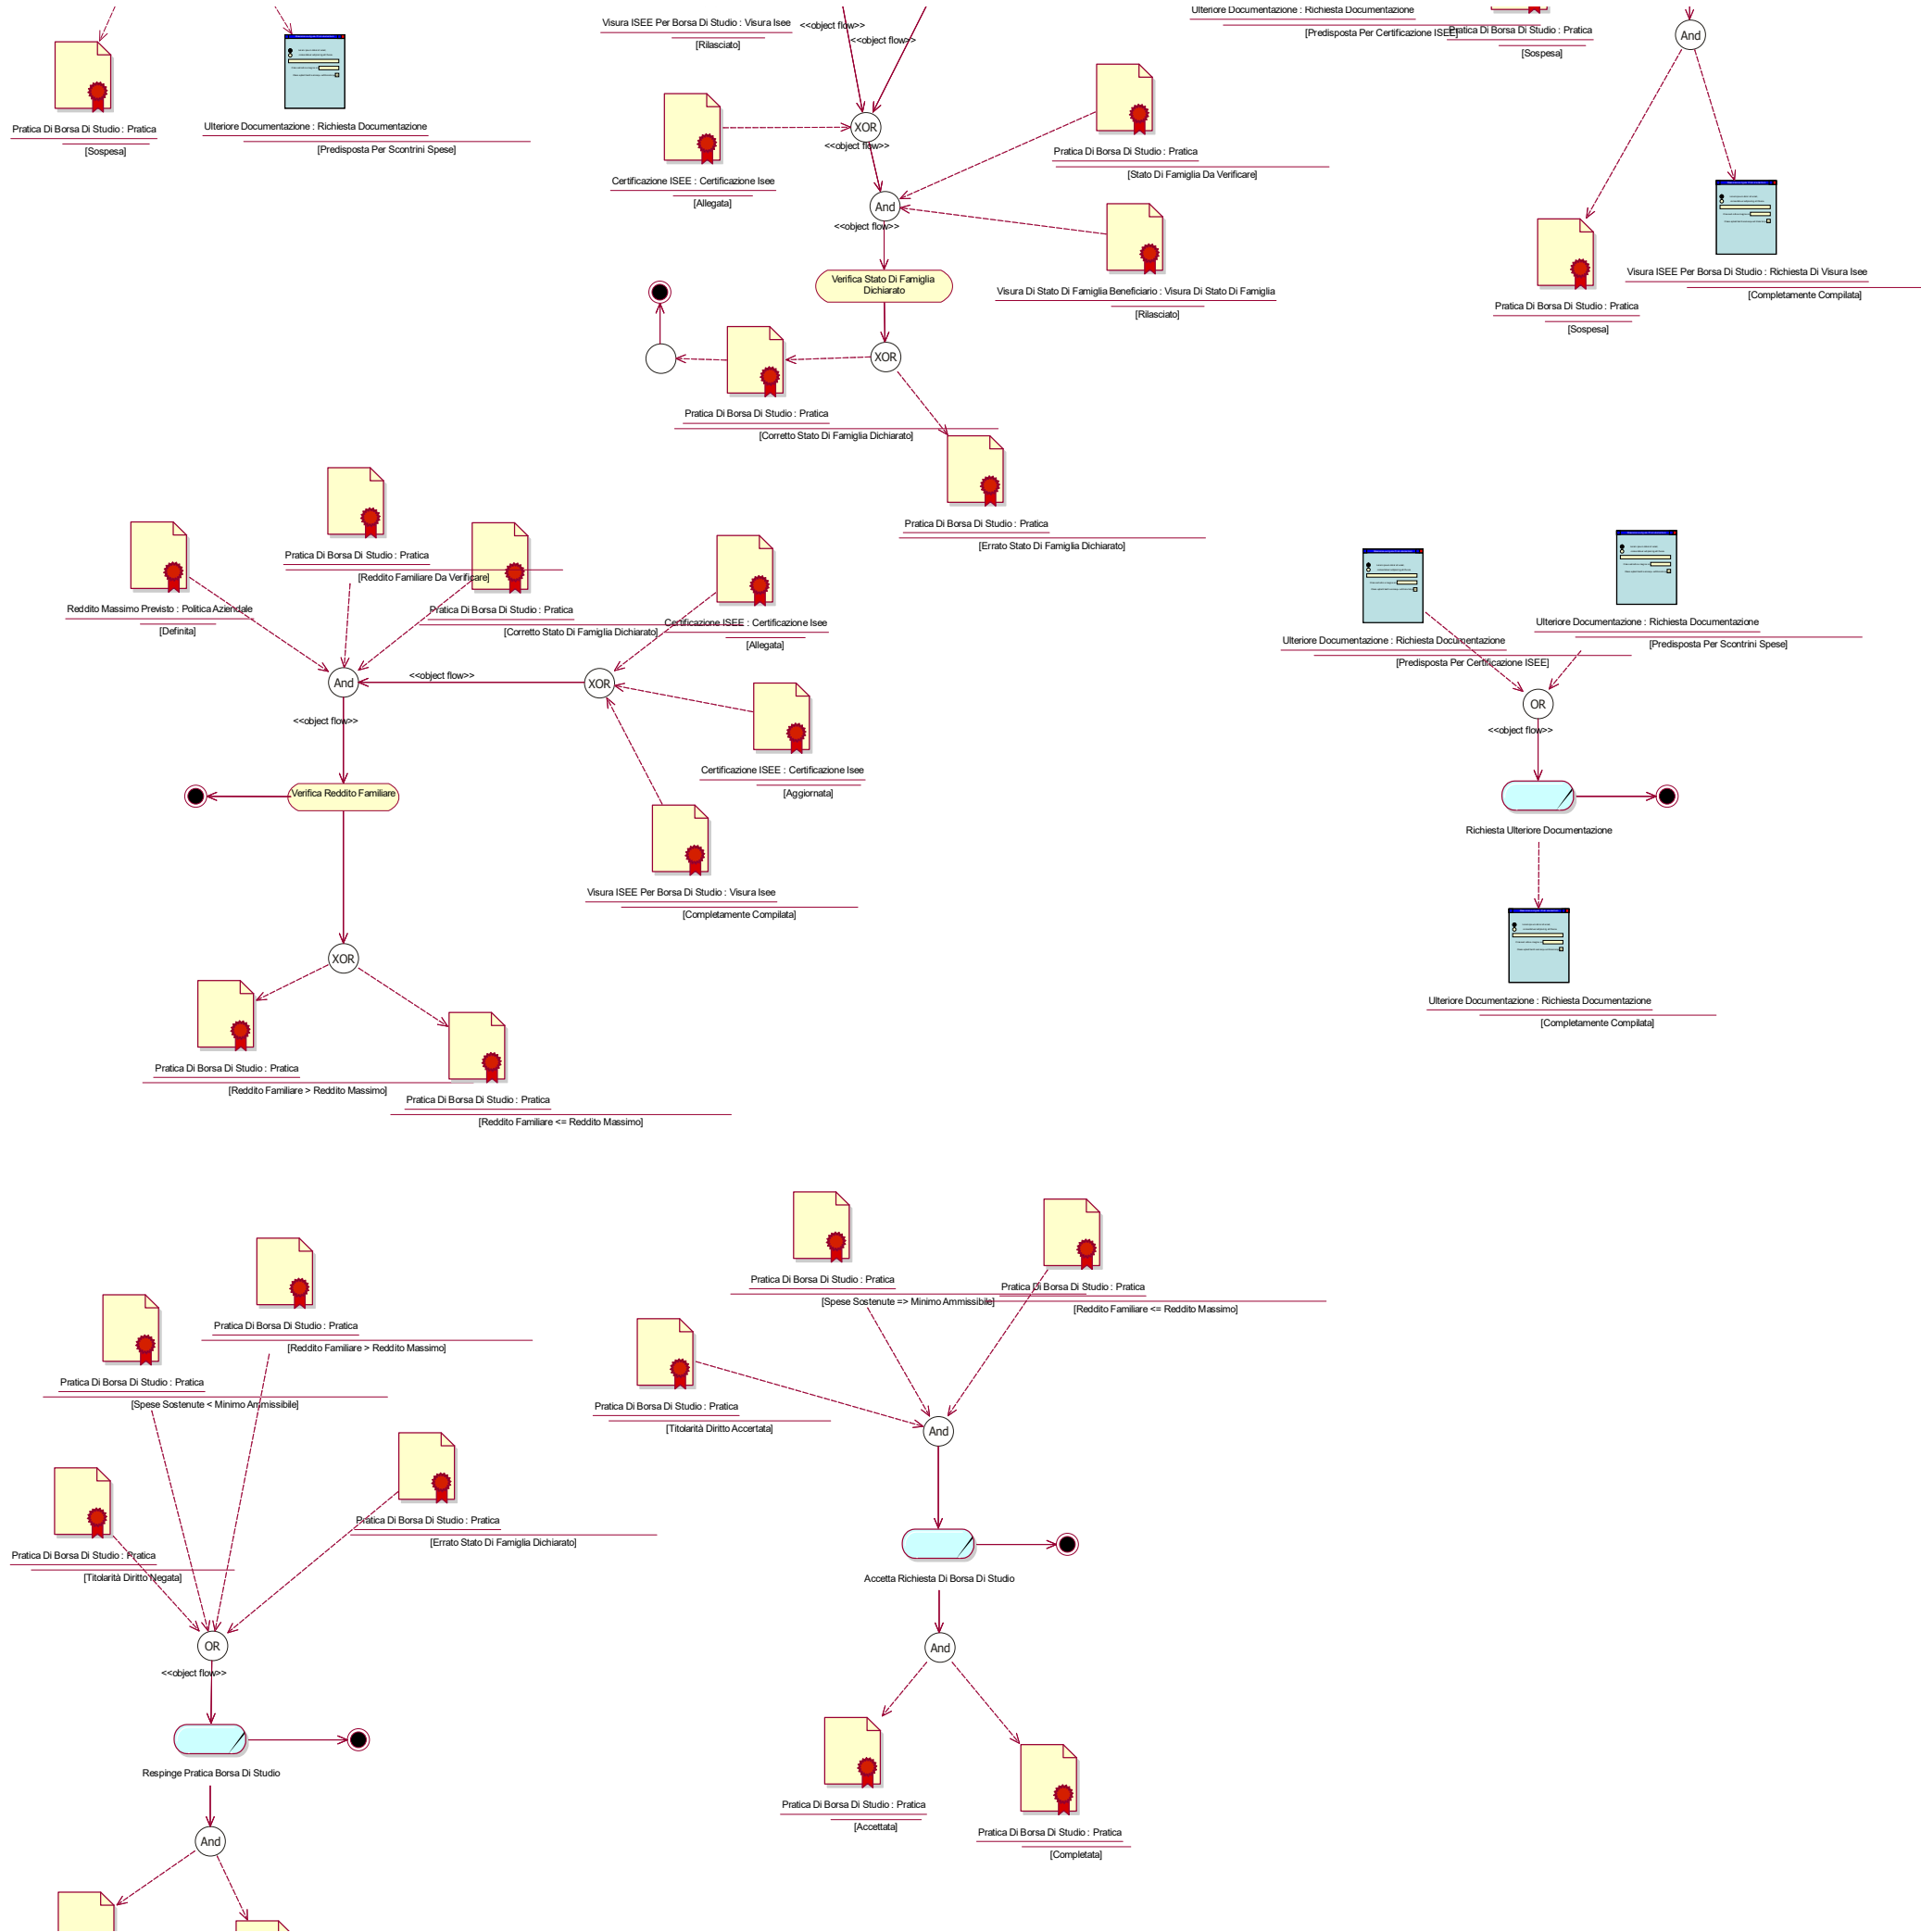 Visura ISEE Per Borsa Di Studio : Visura Isee
[Rilasciato]
<<object flow>>
<<object flow>>
Ulteriore Documentazione : Richiesta Documentazione
[Predisposta Per Certificazione ISEE]
Pratica Di Borsa Di Studio : Pratica
[Sospesa]
And
Pratica Di Borsa Di Studio : Pratica
[Sospesa]
Ulteriore Documentazione : Richiesta Documentazione
[Predisposta Per Scontrini Spese]
XOR
<<object flow>>
Certificazione ISEE : Certificazione Isee
[Allegata]
Pratica Di Borsa Di Studio : Pratica
[Stato Di Famiglia Da Verificare]
And
<<object flow>>
Visura Di Stato Di Famiglia Beneficiario : Visura Di Stato Di Famiglia
[Rilasciato]
Verifica Stato Di Famiglia
Dichiarato
Visura ISEE Per Borsa Di Studio : Richiesta Di Visura Isee
[Completamente Compilata]
Pratica Di Borsa Di Studio : Pratica
[Sospesa]
XOR
Pratica Di Borsa Di Studio : Pratica
[Corretto Stato Di Famiglia Dichiarato]
Pratica Di Borsa Di Studio : Pratica
[Errato Stato Di Famiglia Dichiarato]
Pratica Di Borsa Di Studio : Pratica
[Reddito Familiare Da Verificare]
Reddito Massimo Previsto : Politica Aziendale
[Definita]
Pratica Di Borsa Di Studio : Pratica
[Corretto Stato Di Famiglia Dichiarato]
Certificazione ISEE : Certificazione Isee
[Allegata]
And
<<object flow>>
XOR
<<object flow>>
Certificazione ISEE : Certificazione Isee
[Aggiornata]
Verifica Reddito Familiare
Visura ISEE Per Borsa Di Studio : Visura Isee
[Completamente Compilata]
XOR
Pratica Di Borsa Di Studio : Pratica
[Reddito Familiare > Reddito Massimo]
Pratica Di Borsa Di Studio : Pratica
[Reddito Familiare <= Reddito Massimo]
Ulteriore Documentazione : Richiesta Documentazione
[Predisposta Per Scontrini Spese]
Ulteriore Documentazione : Richiesta Documentazione
[Predisposta Per Certificazione ISEE]
OR
<<object flow>>
Richiesta Ulteriore Documentazione
Ulteriore Documentazione : Richiesta Documentazione
[Completamente Compilata]
Pratica Di Borsa Di Studio : Pratica
[Spese Sostenute => Minimo Ammissibile]
Pratica Di Borsa Di Studio : Pratica
[Reddito Familiare <= Reddito Massimo]
Pratica Di Borsa Di Studio : Pratica
[Titolarità Diritto Accertata]
And
Accetta Richiesta Di Borsa Di Studio
And
Pratica Di Borsa Di Studio : Pratica
[Accettata]
Pratica Di Borsa Di Studio : Pratica
[Completata]
Pratica Di Borsa Di Studio : Pratica
[Reddito Familiare > Reddito Massimo]
Pratica Di Borsa Di Studio : Pratica
[Spese Sostenute < Minimo Ammissibile]
Pratica Di Borsa Di Studio : Pratica
[Errato Stato Di Famiglia Dichiarato]
Pratica Di Borsa Di Studio : Pratica
[Titolarità Diritto Negata]
OR
<<object flow>>
Respinge Pratica Borsa Di Studio
And